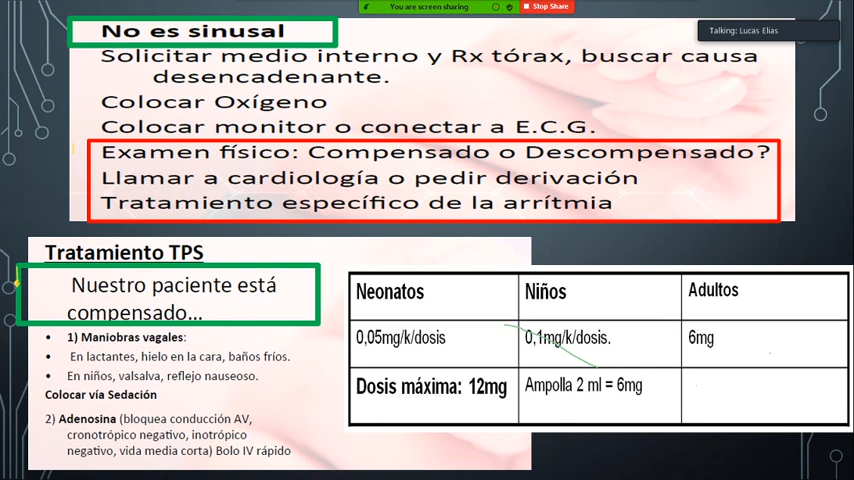 You are screen sharing
Stop Share
Talking: Lucas Elias
No es sinusal
Solicitar medio interno y Rx tórax, buscar causa
desencadenante.
Colocar Oxígeno
Colocar monitor o conectar a E.C.G.
Examen físico: Compensado o Descompensado?
Llamar a cardiología o pedir derivación
Tratamiento específico de la arrítmia
Tratamiento TPS
Nuestro paciente está
compensado...
• 1) Maniobras vagales:
• En lactantes, hielo en la cara, baños fríos.
• En niños, valsalva, reflejo nauseoso.
Colocar vía Sedación
2) Adenosina (bloquea conducción AV,
cronotrópico negativo, inotrópico
negativo, vida media corta) Bolo IV rápido
Neonatos Niños Adultos
0,05mg/k/dosis 0,1mg/k/dosis. 6mg
Dosis máxima: 12mg Ampolla 2 ml = 6mg